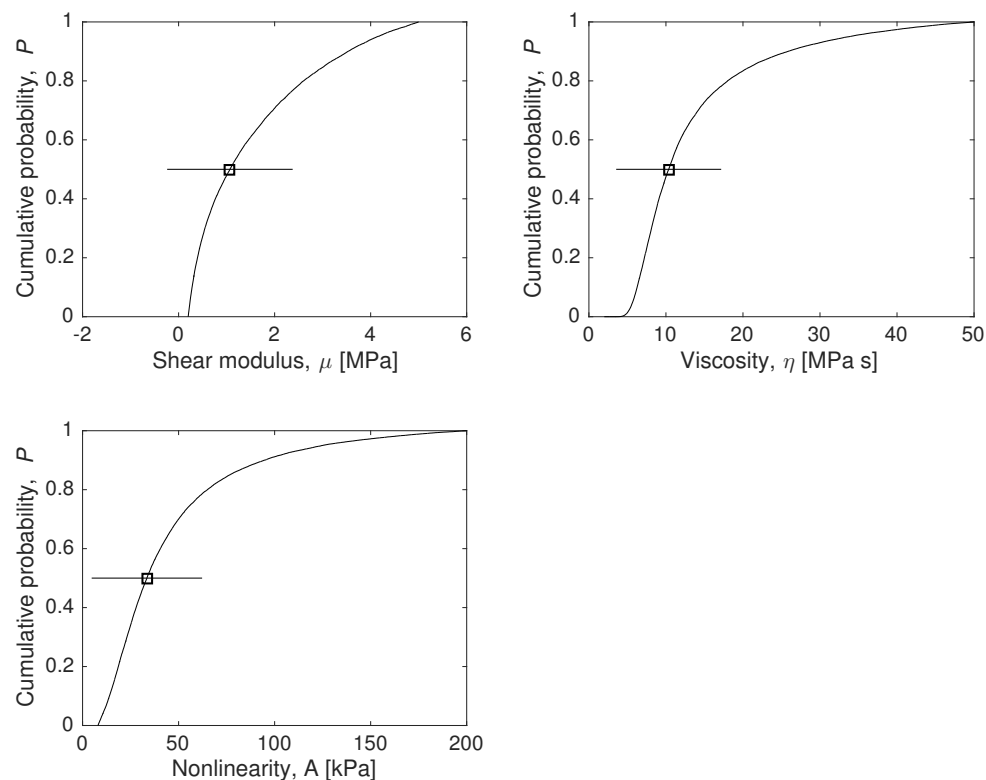 Cumulative probability, P
1
0.8
0.6
0.4
0.2
0
-2 0 2 4 6
Shear modulus, μ [MPa]
Cumulative probability, P
1
0.8
0.6
0.4
0.2
0
0 10 20 30 40 50
Viscosity, η [MPa s]
Cumulative probability, P
1
0.8
0.6
0.4
0.2
0
0 50 100 150 200
Nonlinearity, A [kPa]